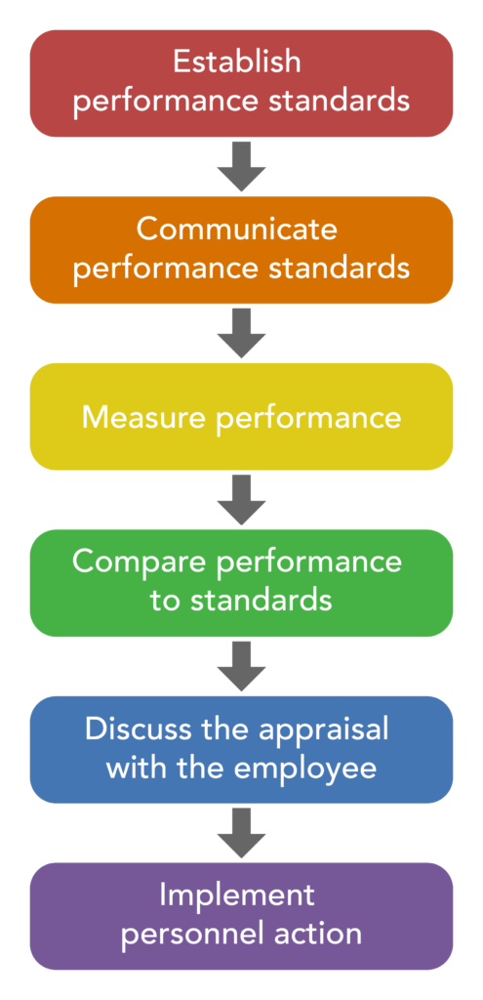 Establish
performance standards
Communicate
performance standards
Measure performance
Compare performance
to standards
Discuss the appraisal
with the employee
Implement
personnel action